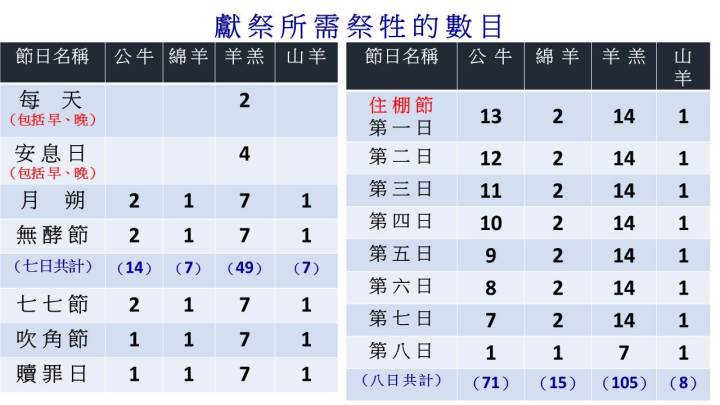 獻祭所需祭牲的數目
節日名稱 公牛 綿羊 羊羔 山羊
每 天 2
（包括早、晚）
安息日 4
（包括早、晚）
月 朔 2 1 7 1
無酵節 2 1 7 1
（七日共計） （14） （7） （49） （7）
七七節 2 1 7 1
吹角節 1 1 7 1
贖罪日 1 1 7 1
節日名稱 公牛 綿羊 羊羔 山
羊
住棚節
第一日 13 2 14 1
第二日 12 2 14 1
第三日 11 2 14 1
第四日 10 2 14 1
第五日 9 2 14 1
第六日 8 2 14 1
第七日 7 2 14 1
第八日 1 1 7 1
（八日共計） （71） （15） （105） （8）